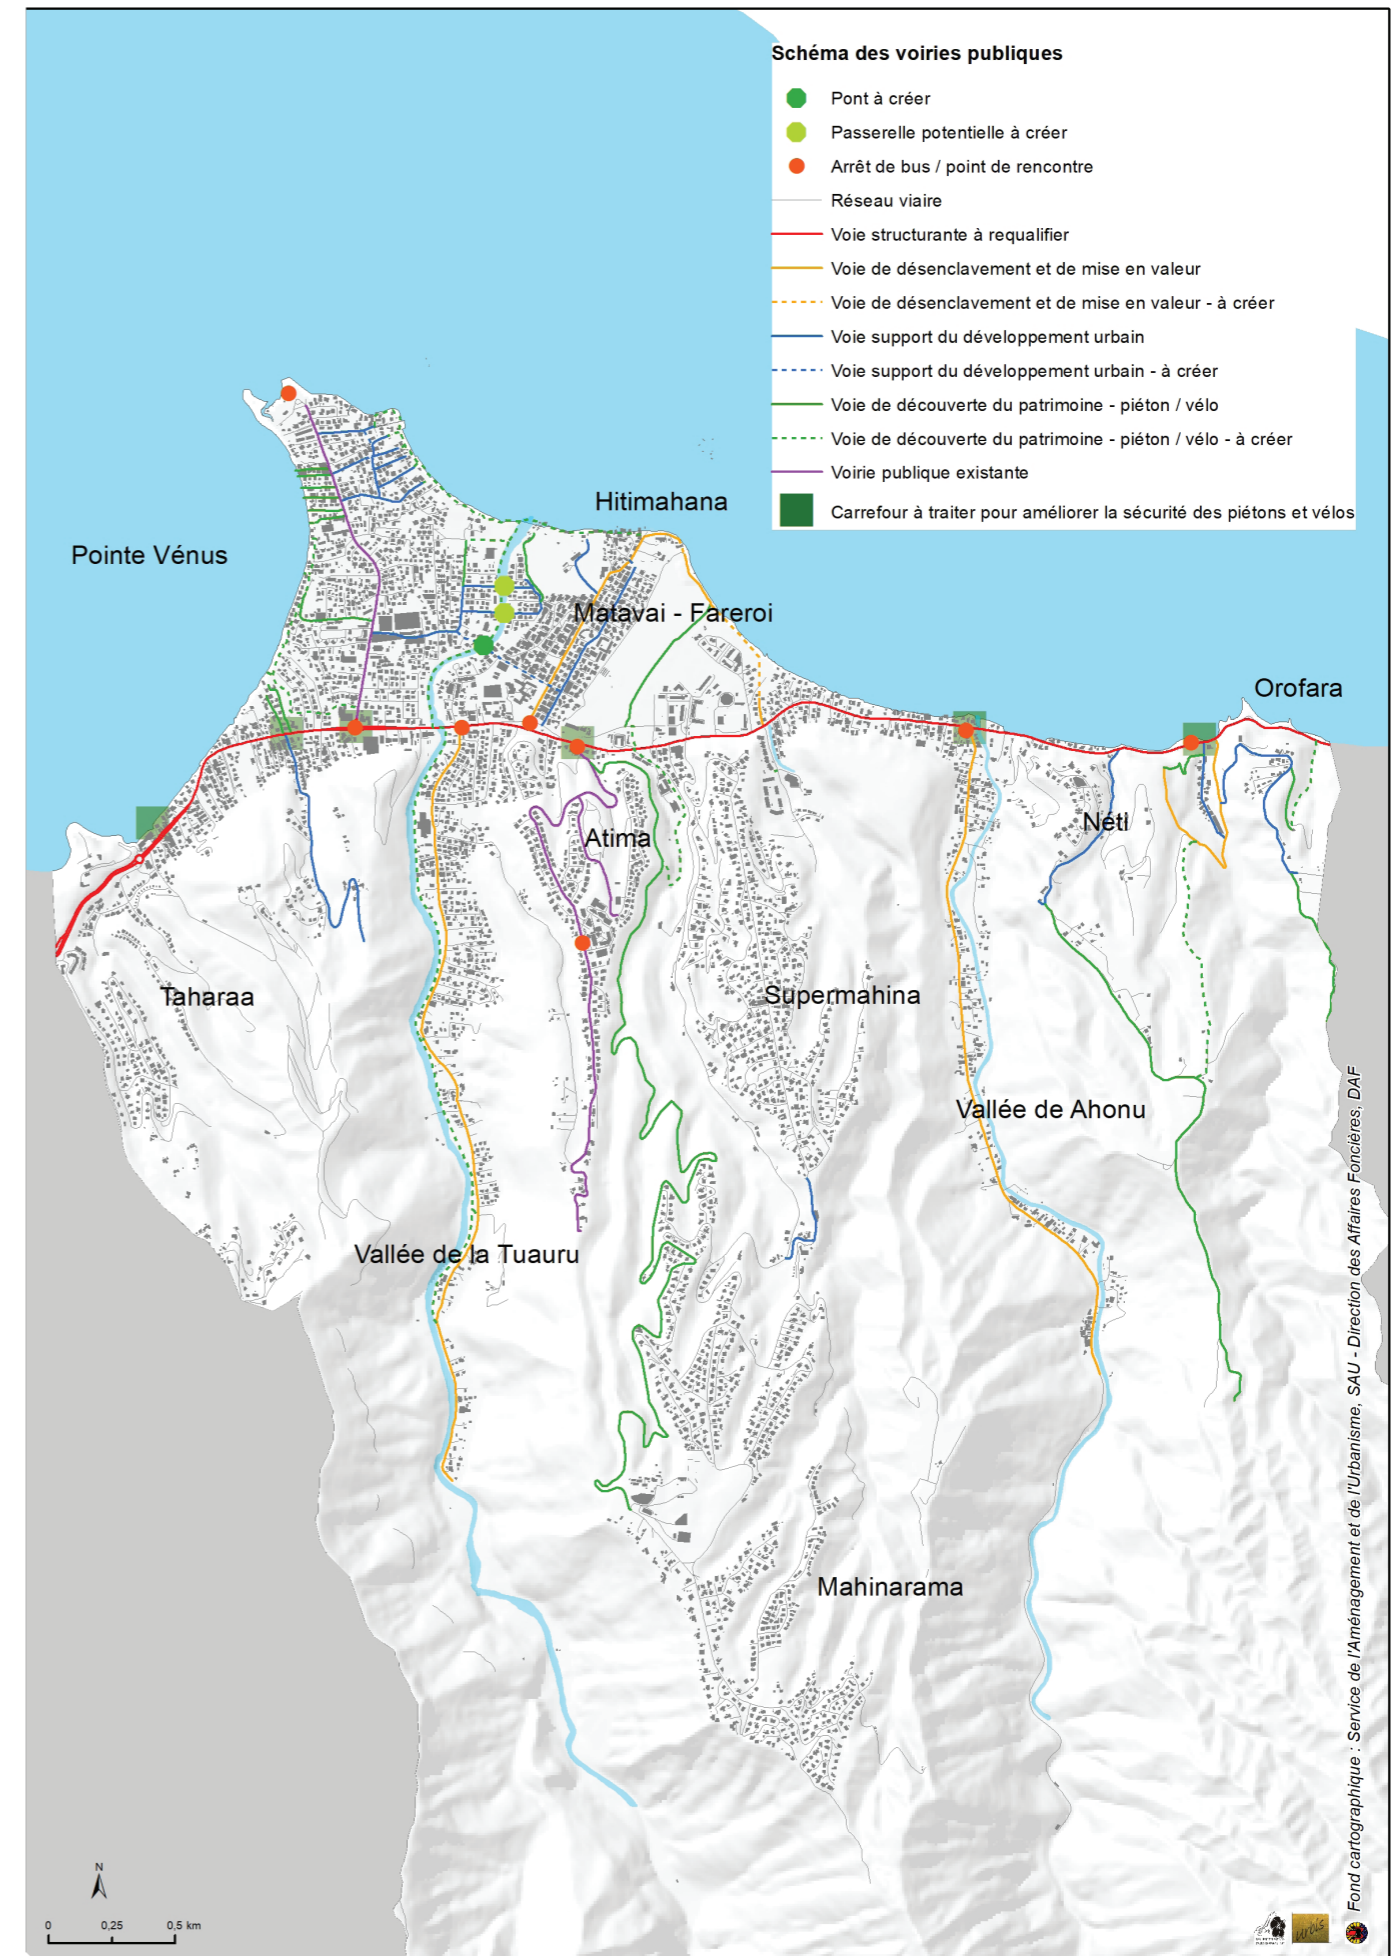 Schéma des voiries publiques
Pont à créer
Passerelle potentielle à créer
Arrêt de bus / point de rencontre
Réseau viaire
Voie structurante à requalifier
Voie de désenclavement et de mise en valeur
Voie de désenclavement et de mise en valeur - à créer
Voie support du développement urbain
Voie support du développement urbain - à créer
Voie de découverte du patrimoine - piéton / vélo
Voie de découverte du patrimoine - piéton / vélo - à créer
Voirie publique existante
Carrefour à traiter pour améliorer la sécurité des piétons et vélos
Hitimahana
Pointe Vénus
Matavai - Fareroi
Orofara
Néti
Atima
Taharaa
Supermahina
Vallée de Ahonu
Vallée de la Tuauru
Mahinarama
Fond cartographique : Service de l'Aménagement et de l'Urbanisme, SAU - Direction des Affaires Foncières, DAF
N
0 0,25 0,5 km